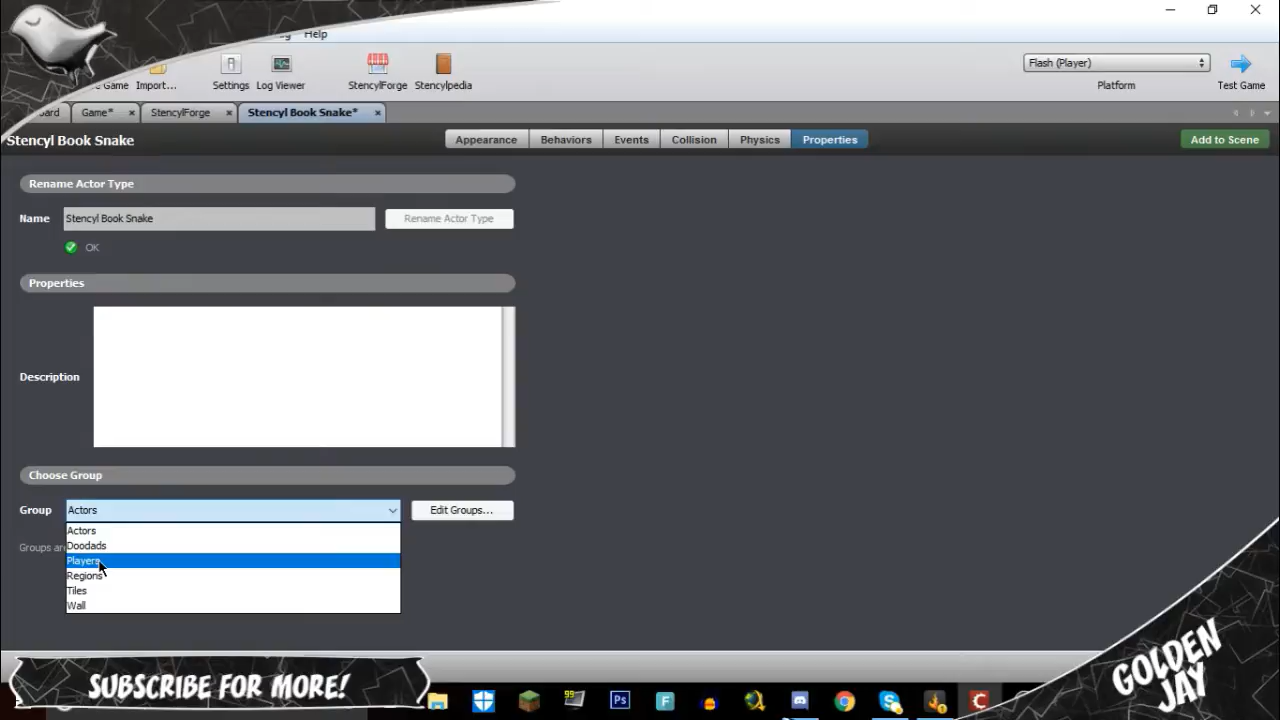 Help
Game
Import...
Settings
Log Viewer
StencylForge
Stencylpedia
Flash (Player)
Platform
Test Game
Game*
StencylForge
Stencyl Book Snake*
Stencyl Book Snake
Appearance
Behaviors
Events
Collision
Physics
Properties
Add to Scene
Rename Actor Type
Name
Stencyl Book Snake
Rename Actor Type
OK
Properties
Description
Choose Group
Group
Actors
Edit Groups...
Actors
Doodads
Groups
Players
Regions
Tiles
Wall
SUBSCRIBE FOR MORE!
GOLDEN
JAY